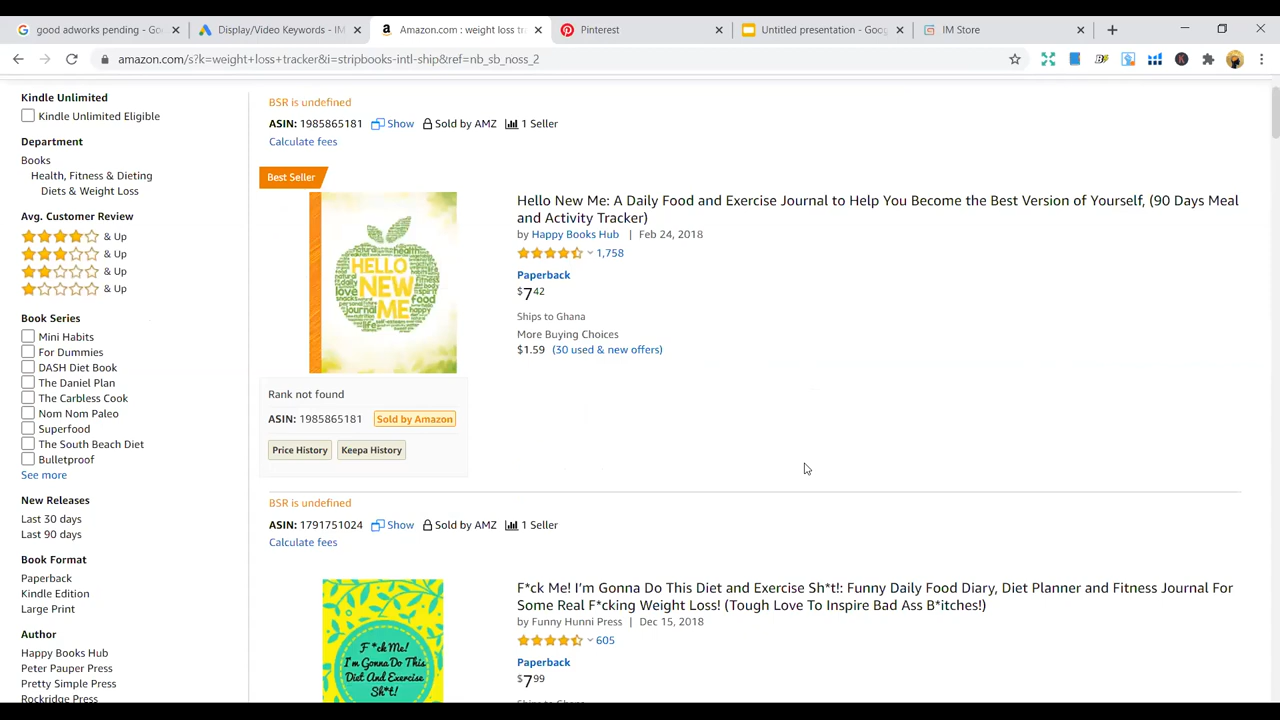 good adworks pending - Go
Display/Video Keywords - IM
Amazon.com : weight loss tr
Pinterest
Untitled presentation - Goog
IM Store
amazon.com/s?k=weight+loss+tracker&i=stripbooks-intl-ship&ref=nb_sb_noss_2
Kindle Unlimited
Kindle Unlimited Eligible
Department
Books
Health, Fitness & Dieting
Diets & Weight Loss
Avg. Customer Review
& Up
& Up
& Up
& Up
Book Series
Mini Habits
For Dummies
DASH Diet Book
The Daniel Plan
The Carbless Cook
Nom Nom Paleo
Superfood
The South Beach Diet
Bulletproof
See more
New Releases
Last 30 days
Last 90 days
Book Format
Paperback
Kindle Edition
Large Print
Author
Happy Books Hub
Peter Pauper Press
Pretty Simple Press
Rockridge Press
BSR is undefined
ASIN: 1985865181 Show Sold by AMZ 1 Seller
Calculate fees
Best Seller
HELLO
NEW
ME
Hello New Me: A Daily Food and Exercise Journal to Help You Become the Best Version of Yourself, (90 Days Meal
and Activity Tracker)
by Happy Books Hub | Feb 24, 2018
1,758
Paperback
$7 42
Ships to Ghana
More Buying Choices
$1.59 (30 used & new offers)
Rank not found
ASIN: 1985865181 Sold by Amazon
Price History Keepa History
BSR is undefined
ASIN: 1791751024 Show Sold by AMZ 1 Seller
Calculate fees
F*ck Me!
I'm Gonna Do This
Diet And Exercise
Sh*t!
F*ck Me! I'm Gonna Do This Diet and Exercise Sh*t!: Funny Daily Food Diary, Diet Planner and Fitness Journal For
Some Real F*cking Weight Loss! (Tough Love To Inspire Bad Ass B*itches!)
by Funny Hunni Press | Dec 15, 2018
605
Paperback
$7 99